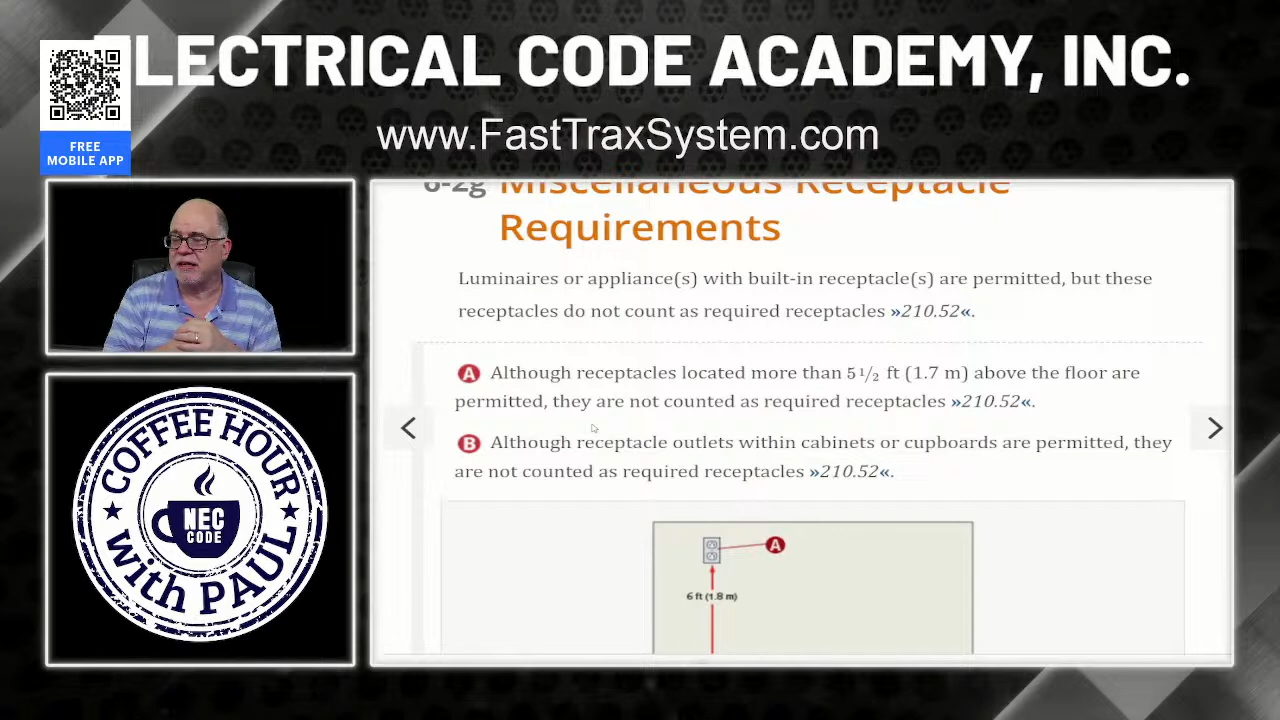 ELECTRICAL CODE ACADEMY, INC.
www.FastTraxSystem.com
FREE
MOBILE APP
6-2g Miscellaneous Receptacle
Requirements
Luminaires or appliance(s) with built-in receptacle(s) are permitted, but these
receptacles do not count as required receptacles »210.52«.
A Although receptacles located more than 5 1/2 ft (1.7 m) above the floor are
permitted, they are not counted as required receptacles »210.52«.
B Although receptacle outlets within cabinets or cupboards are permitted, they
are not counted as required receptacles »210.52«.
A
6 ft (1.8 m)
COFFEE HOUR
NEC
CODE
with PAUL